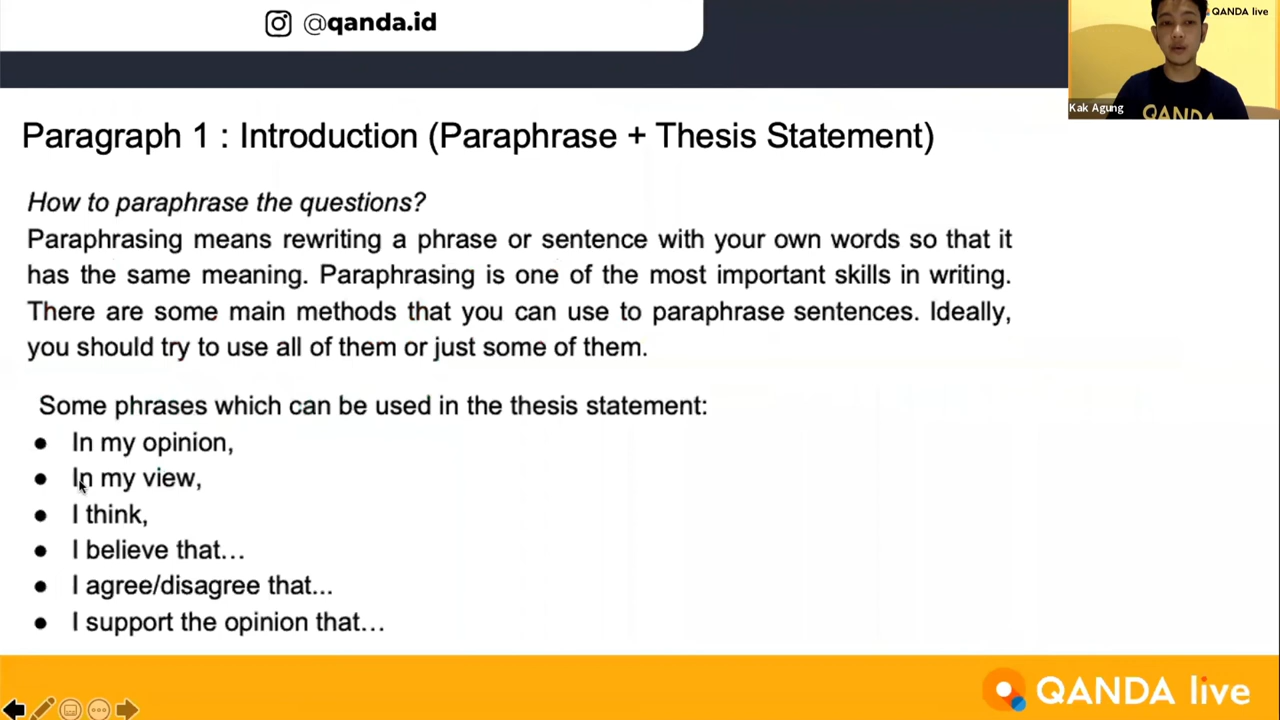 @qanda.id
QANDA live
Kak Agung
QANDA
Paragraph 1 : Introduction (Paraphrase + Thesis Statement)
How to paraphrase the questions?
Paraphrasing means rewriting a phrase or sentence with your own words so that it
has the same meaning. Paraphrasing is one of the most important skills in writing.
There are some main methods that you can use to paraphrase sentences. Ideally,
you should try to use all of them or just some of them.
Some phrases which can be used in the thesis statement:
● In my opinion,
● In my view,
● I think,
● I believe that…
● I agree/disagree that...
● I support the opinion that…
QANDA live